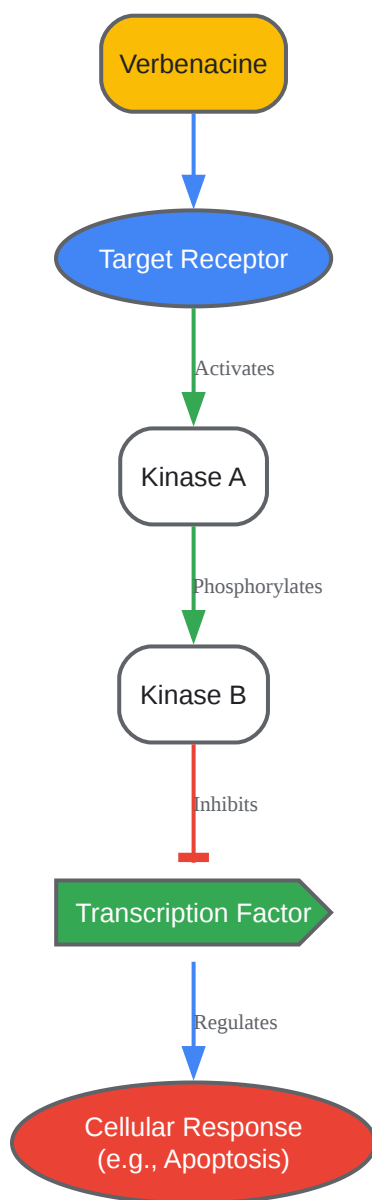 Verbenacine
Target Receptor
Activates
Kinase A
Phosphorylates
Kinase B
Inhibits
Transcription Factor
Regulates
Cellular Response
(e.g., Apoptosis)